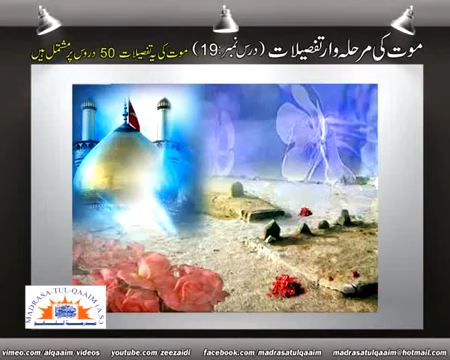 موت کی مرحلہ وار تفصیلات (درس نمبر:19) موت کی یہ تفصیلات 50 دروس پر مشتمل ہیں
MADRASA-TUL-QAAIM (A.S.)
vimeo.com alqaaim_videos youtube.com zeezaidi facebook.com madrasatulqaaim madrasatulqaaim@hotmail.com